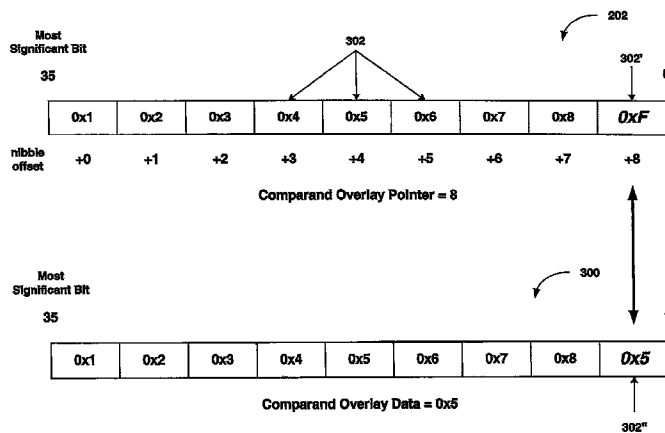 Most
Significant Bit
35
202
302
302'
0x1 0x2 0x3 0x4 0x5 0x6 0x7 0x8 0xF
nibble
offset
+0 +1 +2 +3 +4 +5 +6 +7 +8
Comparand Overlay Pointer = 8
Most
Significant Bit
35
300
0x1 0x2 0x3 0x4 0x5 0x6 0x7 0x8 0x5
Comparand Overlay Data = 0x5
302"